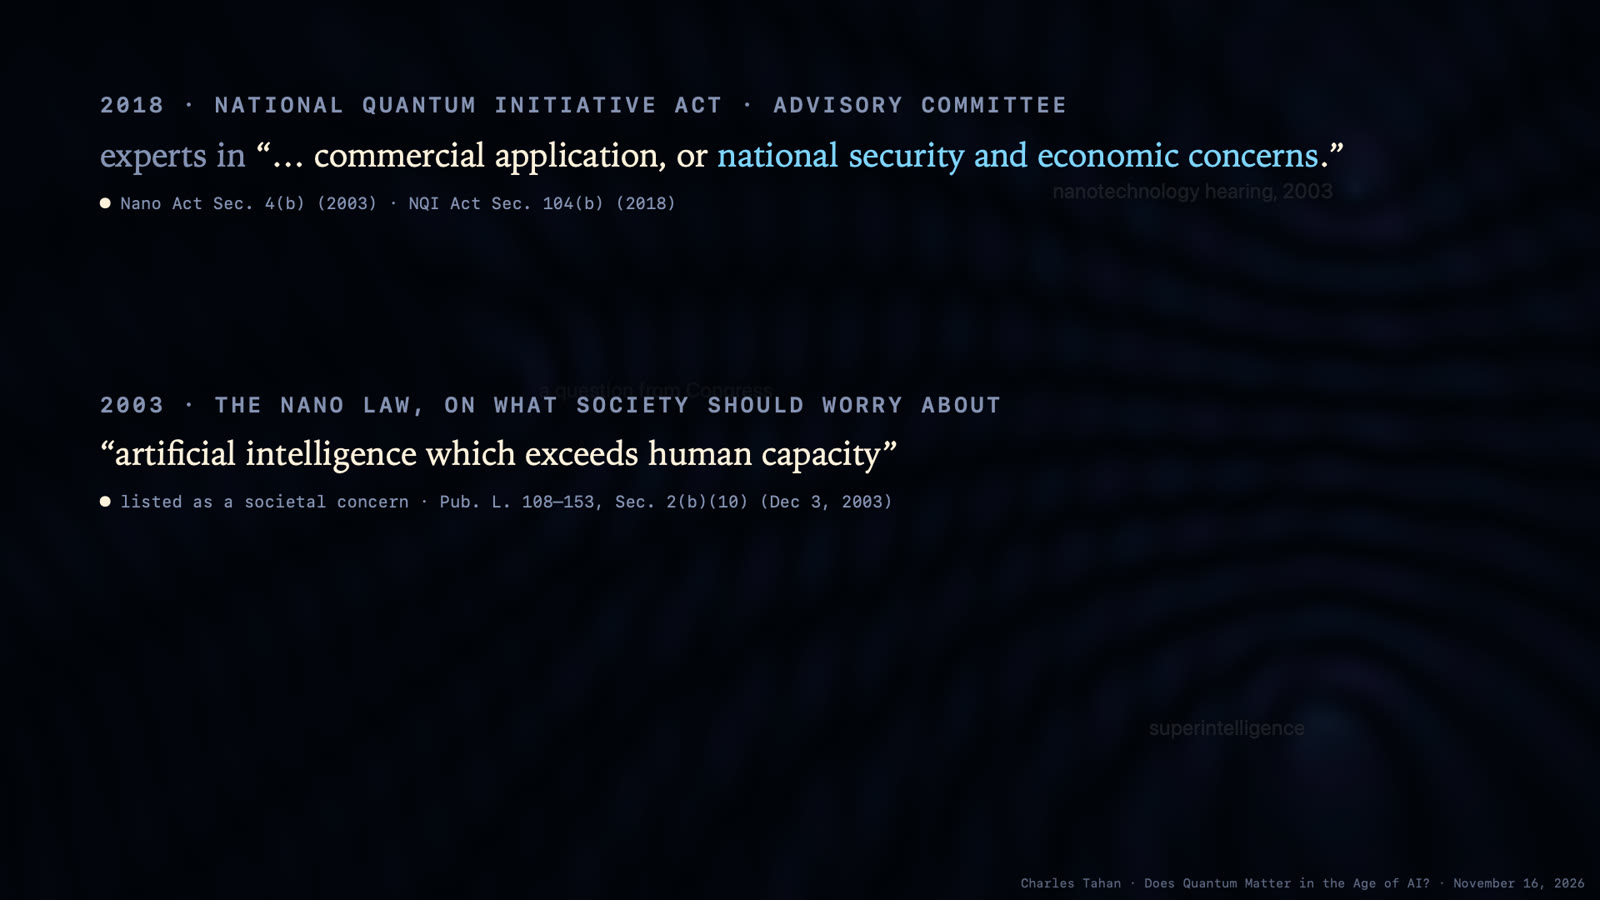 2018 · NATIONAL QUANTUM INITIATIVE ACT · ADVISORY COMMITTEE
experts in “… commercial application, or national security and economic concerns.”
nanotechnology hearing, 2003
Nano Act Sec. 4(b) (2003) · NQI Act Sec. 104(b) (2018)
a question from Congress
2003 · THE NANO LAW, ON WHAT SOCIETY SHOULD WORRY ABOUT
“artificial intelligence which exceeds human capacity”
listed as a societal concern · Pub. L. 108–153, Sec. 2(b)(10) (Dec 3, 2003)
superintelligence
Charles Tahan · Does Quantum Matter in the Age of AI? · November 16, 2026